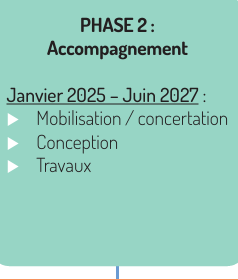 PHASE 2 :
Accompagnement
Janvier 2025 – Juin 2027 :
▶ Mobilisation / concertation
▶ Conception
▶ Travaux